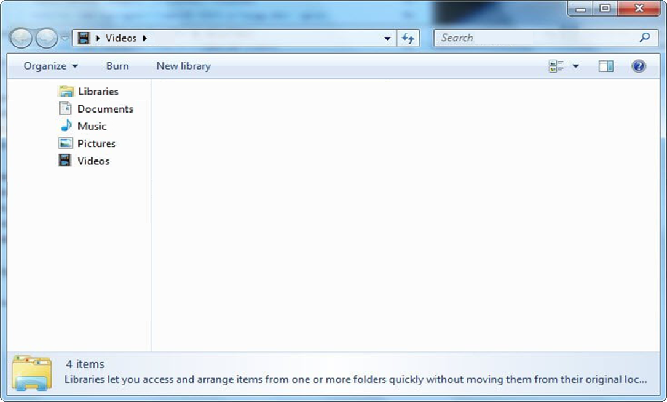 Videos
Search
Organize Burn New library
Libraries
Documents
Music
Pictures
Videos
4 items
Libraries let you access and arrange items from one or more folders quickly without moving them from their original loc...